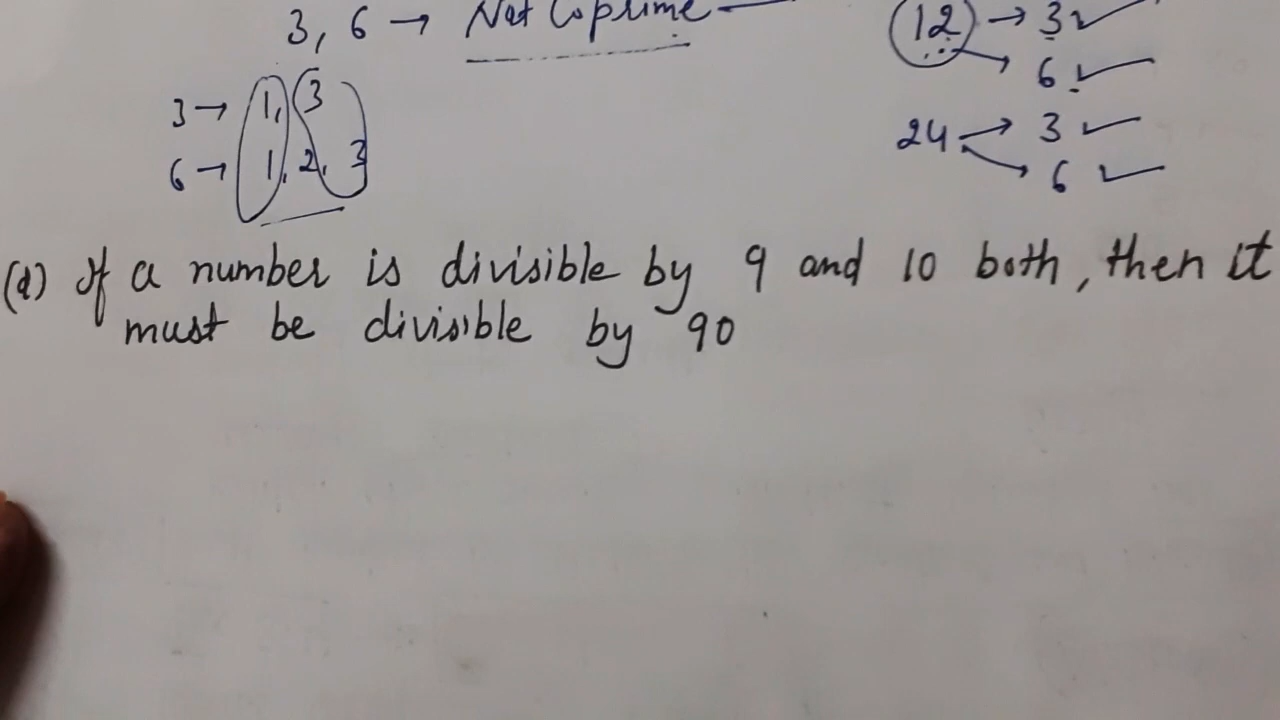 3, 6 → Not Coprime
12 → 3 ✓
6 ✓
3 → 1, 3
6 → 1, 2, 3
24 → 3 ✓
6 ✓
(d) If a number is divisible by 9 and 10 both, then it
must be divisible by 90